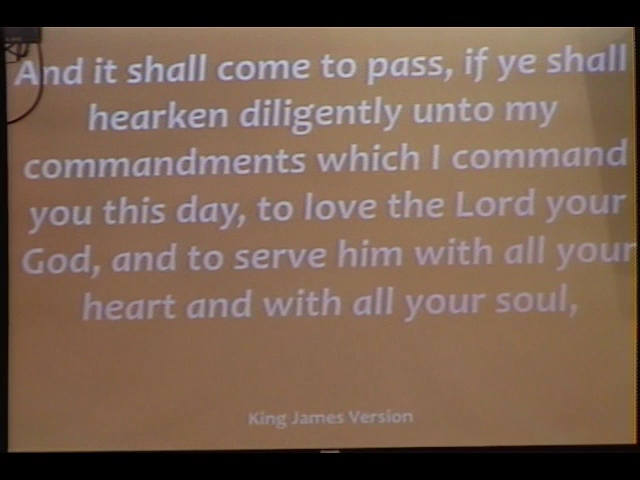 And it shall come to pass, if ye shall
hearken diligently unto my
commandments which I command
you this day, to love the Lord your
God, and to serve him with all your
heart and with all your soul,
King James Version